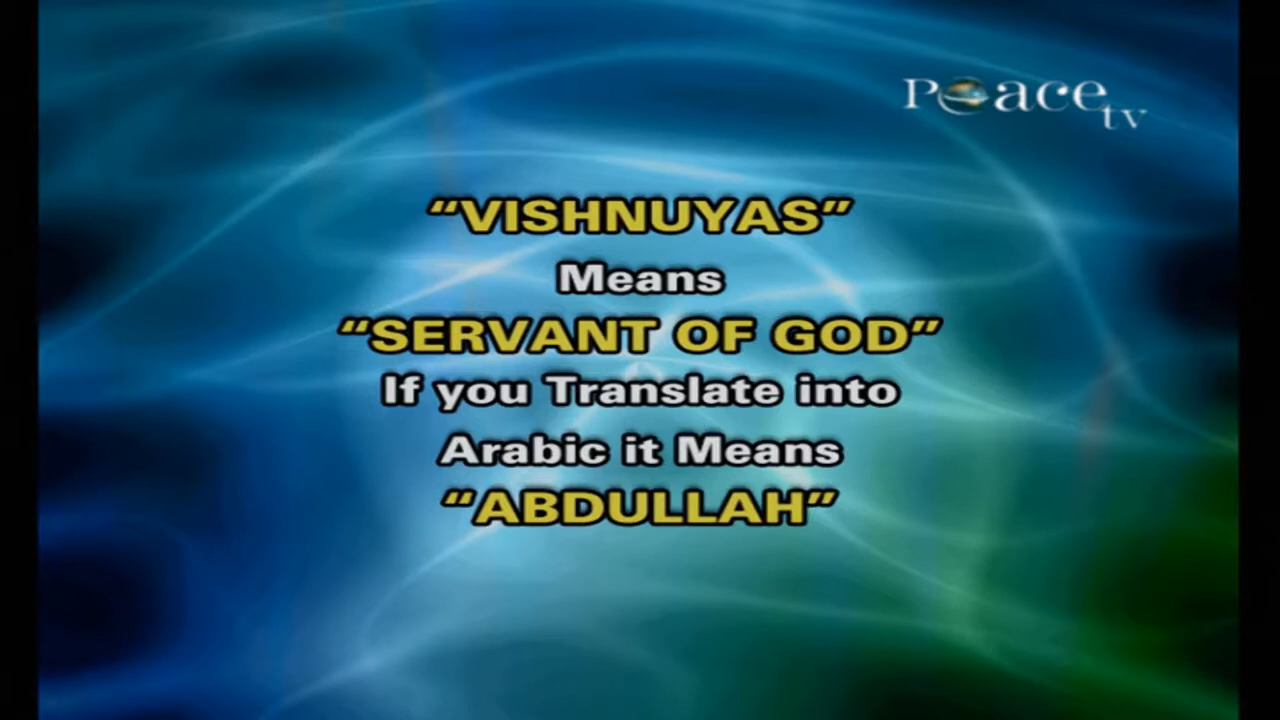 Peace tv
“VISHNUYAS”
Means
“SERVANT OF GOD”
If you Translate into
Arabic it Means
“ABDULLAH”